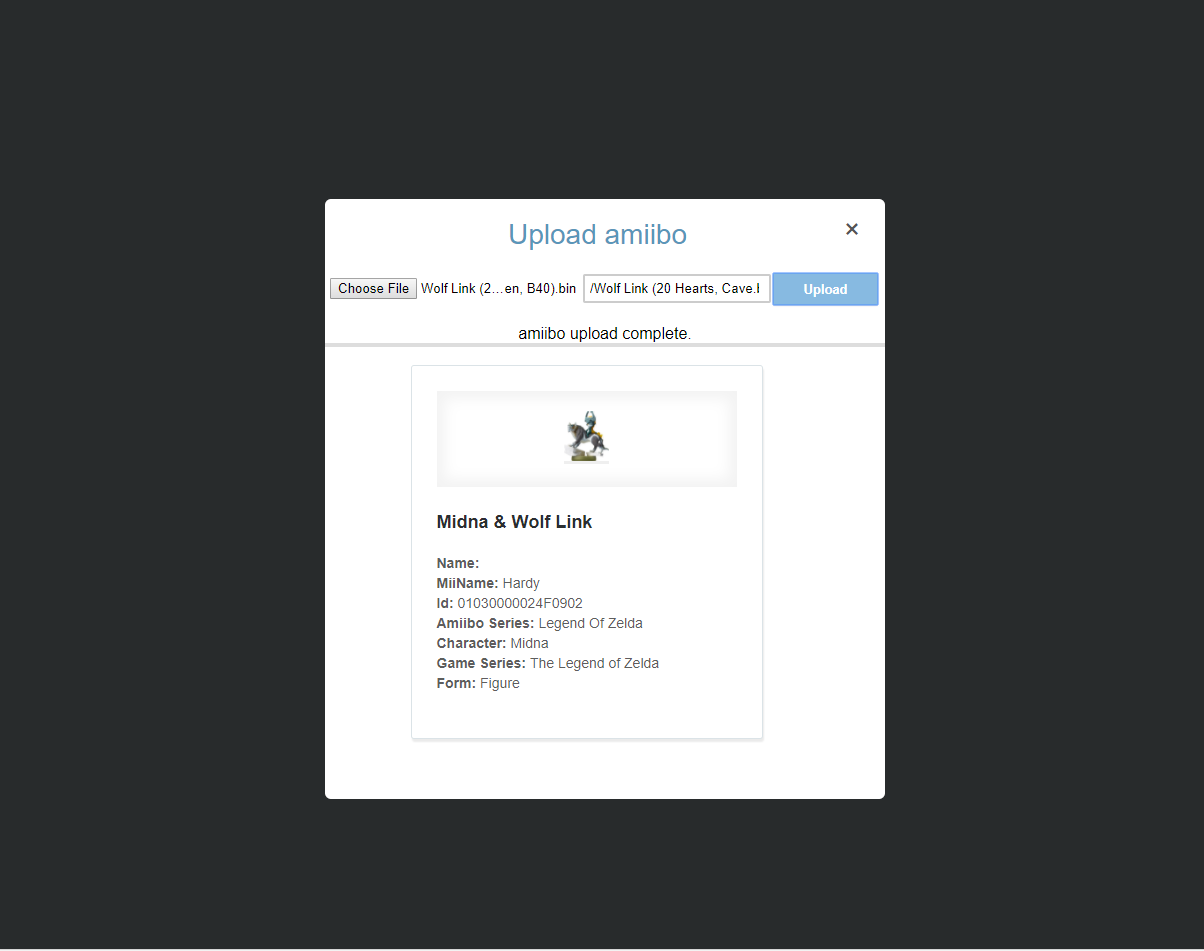 Upload amiibo ×
Choose File Wolf Link (2...en, B40).bin /Wolf Link (20 Hearts, Cave.b Upload
amiibo upload complete.
Midna & Wolf Link
Name:
MiiName: Hardy
Id: 01030000024F0902
Amiibo Series: Legend Of Zelda
Character: Midna
Game Series: The Legend of Zelda
Form: Figure